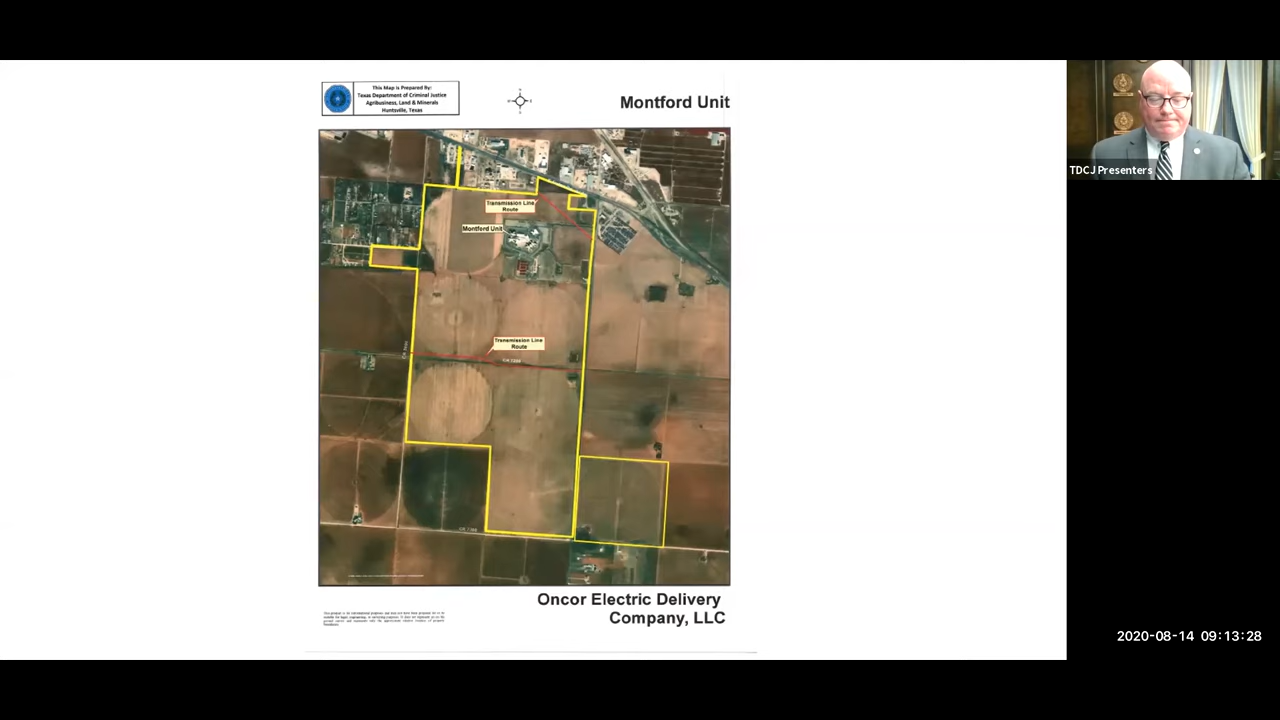 This Map is Prepared By:
Texas Department of Criminal Justice
Agribusiness, Land & Minerals
Huntsville, Texas
Montford Unit
TDCJ Presenters
Transmission Line
Route
Montford Unit
Transmission Line
Route
Oncor Electric Delivery
Company, LLC
2020-08-14 09:13:28